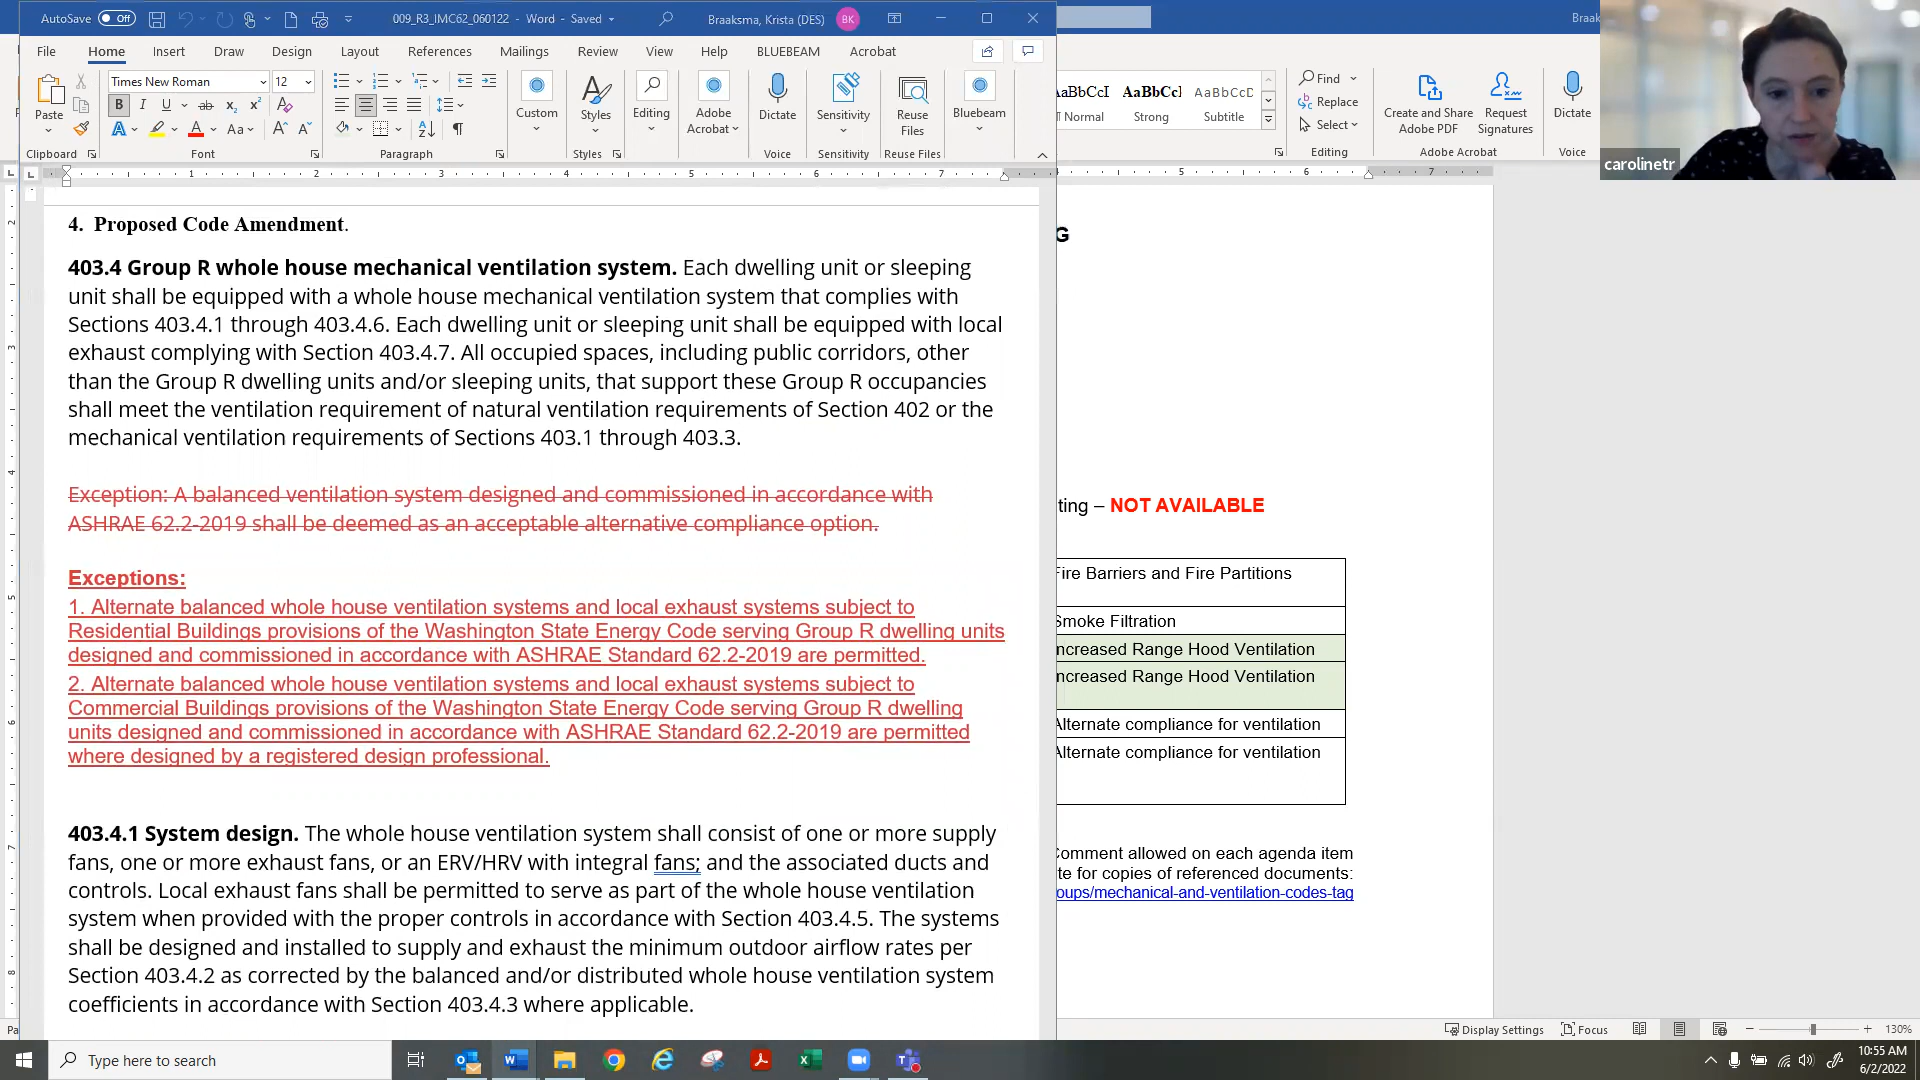 AutoSave Off 009_R3_IMC62_060122 - Word - Saved Braaksma, Krista (DES) BK Braak
File Home Insert Draw Design Layout References Mailings Review View Help BLUEBEAM Acrobat
Times New Roman 12
Paste Custom Styles Editing Adobe Acrobat Dictate Sensitivity Reuse Files Bluebeam
Clipboard Font Paragraph Styles Voice Sensitivity Reuse Files
AaBbCcI AaBbCcI AaBbCcD Find
Replace
Normal Strong Subtitle Select
Create and Share Adobe PDF Request Signatures Dictate
Editing Adobe Acrobat Voice
carolinetr
1 2 3 4 5 6 7 5 6 7
4. Proposed Code Amendment.
403.4 Group R whole house mechanical ventilation system. Each dwelling unit or sleeping
unit shall be equipped with a whole house mechanical ventilation system that complies with
Sections 403.4.1 through 403.4.6. Each dwelling unit or sleeping unit shall be equipped with local
exhaust complying with Section 403.4.7. All occupied spaces, including public corridors, other
than the Group R dwelling units and/or sleeping units, that support these Group R occupancies
shall meet the ventilation requirement of natural ventilation requirements of Section 402 or the
mechanical ventilation requirements of Sections 403.1 through 403.3.
Exception: A balanced ventilation system designed and commissioned in accordance with
ASHRAE 62.2-2019 shall be deemed as an acceptable alternative compliance option.
Exceptions:
1. Alternate balanced whole house ventilation systems and local exhaust systems subject to
Residential Buildings provisions of the Washington State Energy Code serving Group R dwelling units
designed and commissioned in accordance with ASHRAE Standard 62.2-2019 are permitted.
2. Alternate balanced whole house ventilation systems and local exhaust systems subject to
Commercial Buildings provisions of the Washington State Energy Code serving Group R dwelling
units designed and commissioned in accordance with ASHRAE Standard 62.2-2019 are permitted
where designed by a registered design professional.
403.4.1 System design. The whole house ventilation system shall consist of one or more supply
fans, one or more exhaust fans, or an ERV/HRV with integral fans; and the associated ducts and
controls. Local exhaust fans shall be permitted to serve as part of the whole house ventilation
system when provided with the proper controls in accordance with Section 403.4.5. The systems
shall be designed and installed to supply and exhaust the minimum outdoor airflow rates per
Section 403.4.2 as corrected by the balanced and/or distributed whole house ventilation system
coefficients in accordance with Section 403.4.3 where applicable.
G
ting – NOT AVAILABLE
Fire Barriers and Fire Partitions
Smoke Filtration
ncreased Range Hood Ventilation
ncreased Range Hood Ventilation
Alternate compliance for ventilation
Alternate compliance for ventilation
Comment allowed on each agenda item
te for copies of referenced documents:
oups/mechanical-and-ventilation-codes-tag
Pa Display Settings Focus 130%
Type here to search 10:55 AM
6/2/2022